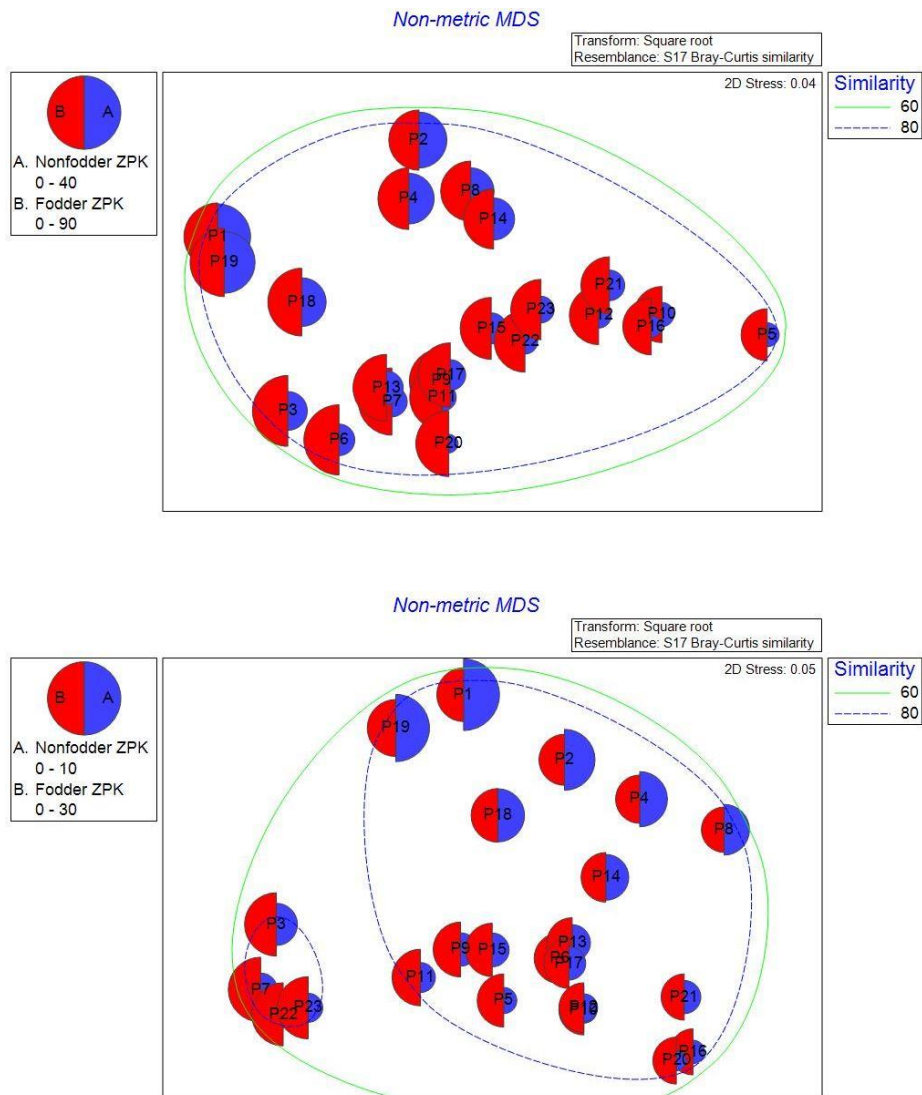 Non-metric MDS
Transform: Square root
Resemblance: S17 Bray-Curtis similarity
B A
A. Nonfodder ZPK
0 - 40
B. Fodder ZPK
0 - 90
2D Stress: 0.04
Similarity
60
80
P2
P4
P8
P14
P1
P19
P18
P21
P23
P12
P10
P16
P15
P22
P5
P17
P9
P13
P11
P7
P3
P6
P20
Non-metric MDS
Transform: Square root
Resemblance: S17 Bray-Curtis similarity
B A
A. Nonfodder ZPK
0 - 10
B. Fodder ZPK
0 - 30
2D Stress: 0.05
Similarity
60
80
P1
P19
P2
P4
P18
P8
P14
P3
P13
P9
P15
P6
P17
P11
P7
P5
P21
P23
P22
P16
P20